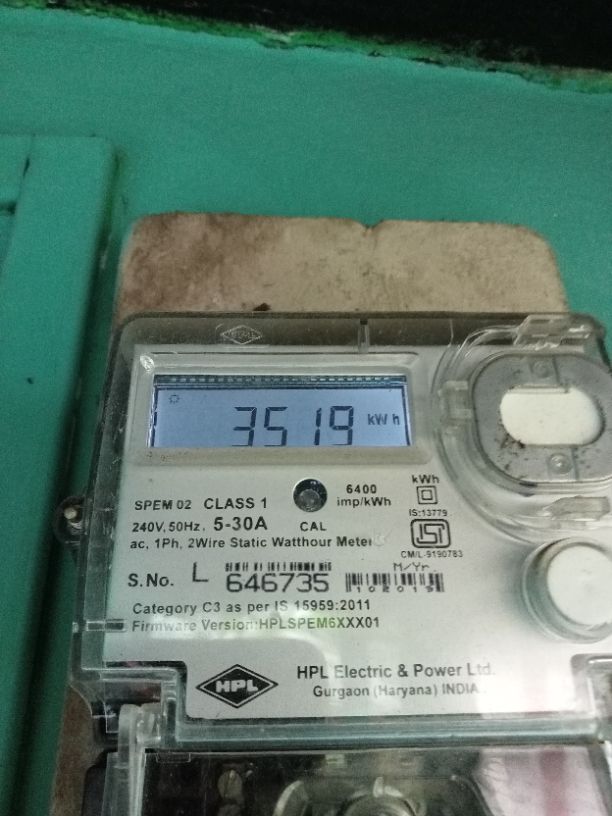 3519 kWh
SPEM 02 CLASS 1
6400
imp/kWh
kWh
IS:13779
240V, 50Hz. 5-30A CAL
ac, 1Ph, 2Wire Static Watthour Meter
CM/L-9190783
M/Yr.
S.No. L 646735
102019
Category C3 as per IS 15959:2011
Firmware Version:HPLSPEM6XXX01
HPL
HPL Electric & Power Ltd.
Gurgaon (Haryana) INDIA.